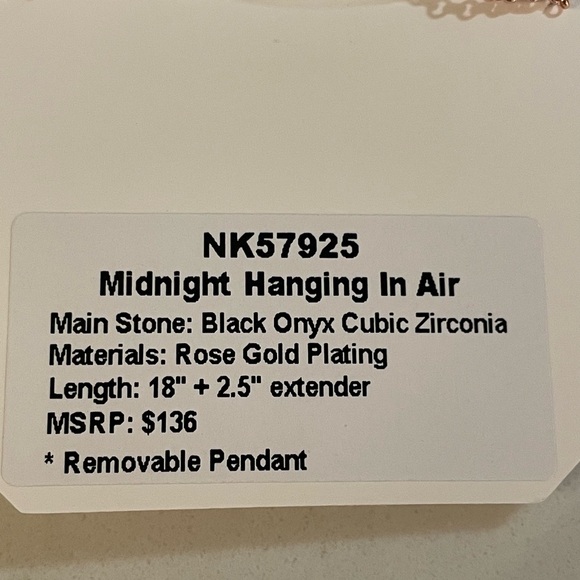 NK57925
Midnight Hanging In Air
Main Stone: Black Onyx Cubic Zirconia
Materials: Rose Gold Plating
Length: 18" + 2.5" extender
MSRP: $136
* Removable Pendant